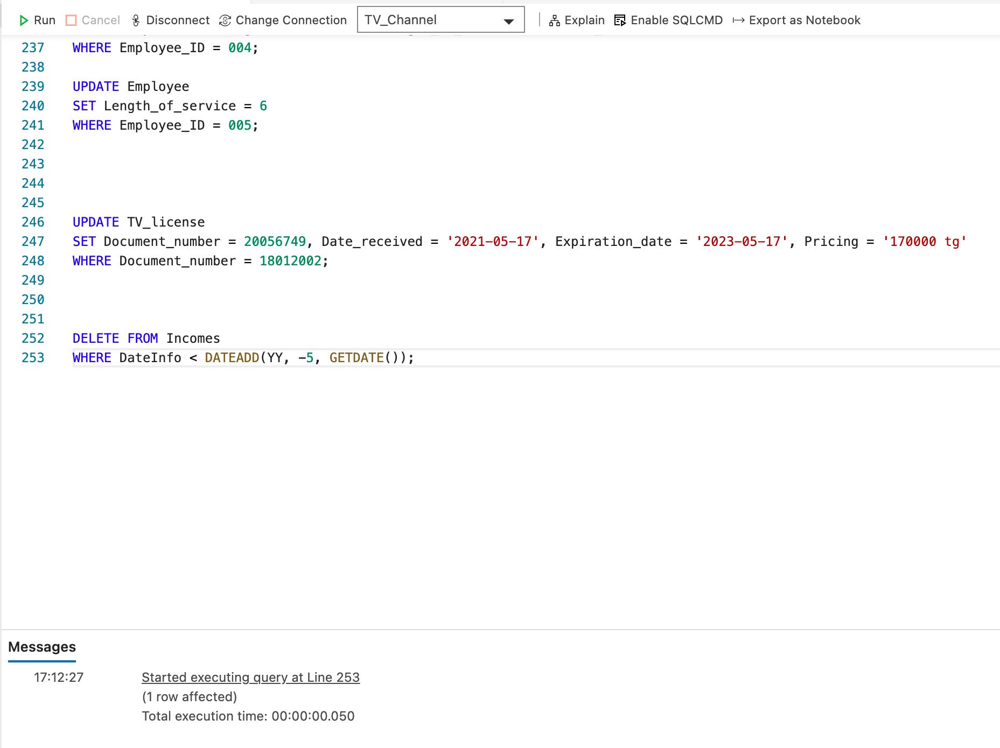 Run Cancel Disconnect Change Connection TV_Channel Explain Enable SQLCMD Export as Notebook
237 WHERE Employee_ID = 004;
238
239 UPDATE Employee
240 SET Length_of_service = 6
241 WHERE Employee_ID = 005;
242
243
244
245
246 UPDATE TV_license
247 SET Document_number = 20056749, Date_received = '2021-05-17', Expiration_date = '2023-05-17', Pricing = '170000 tg'
248 WHERE Document_number = 18012002;
249
250
251
252 DELETE FROM Incomes
253 WHERE DateInfo < DATEADD(YY, -5, GETDATE());
Messages
17:12:27 Started executing query at Line 253
(1 row affected)
Total execution time: 00:00:00.050